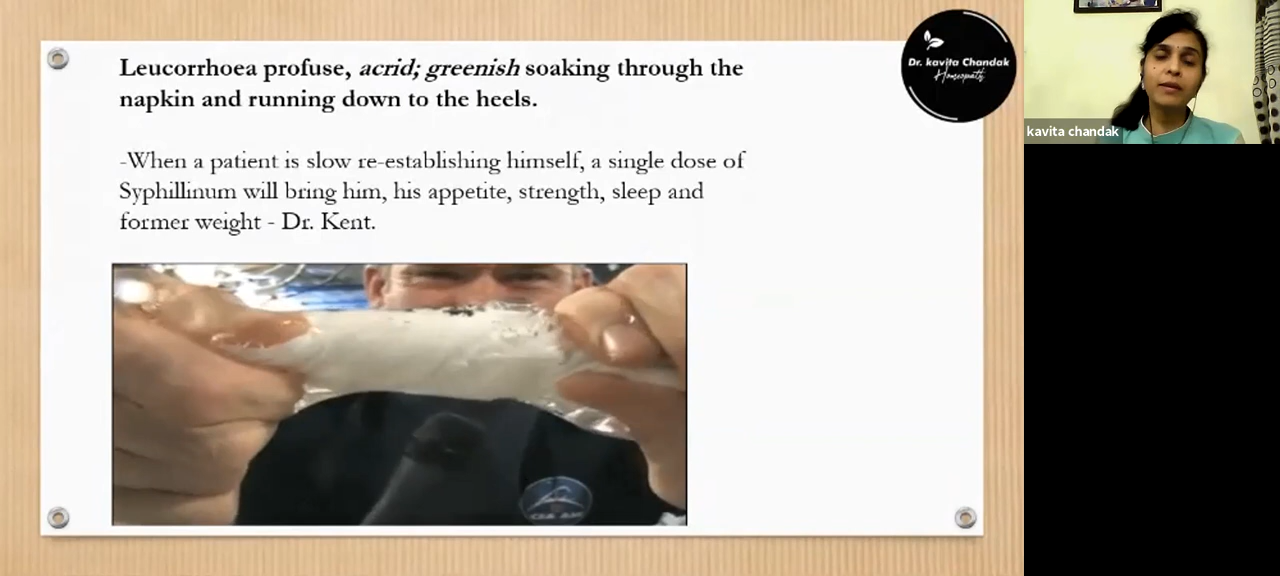 Leucorrhoea profuse, acrid; greenish soaking through the
napkin and running down to the heels.
-When a patient is slow re-establishing himself, a single dose of
Syphillinum will bring him, his appetite, strength, sleep and
former weight - Dr. Kent.
Dr. kavita Chandak
Homeopath
kavita chandak